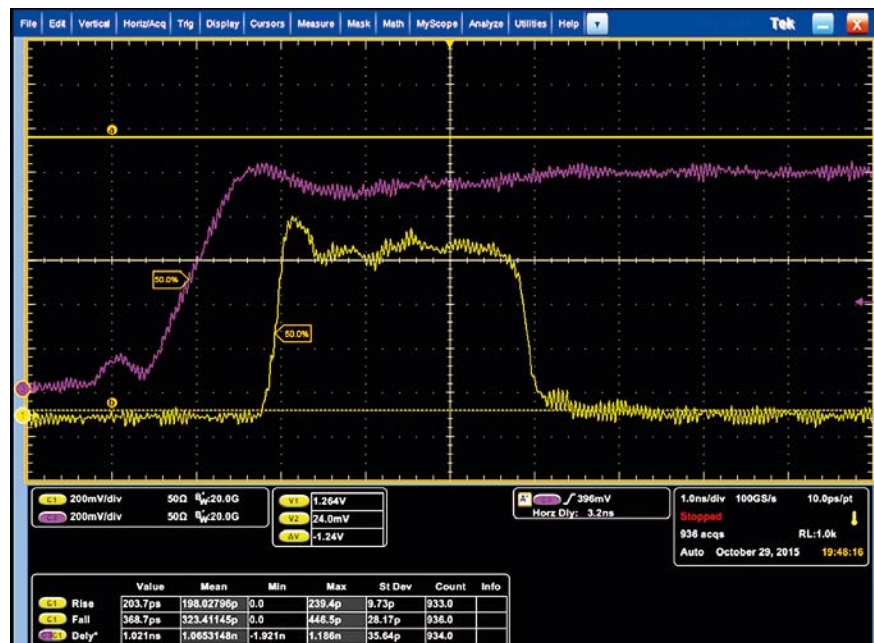 File Edit Vertical Horiz/Acq Trig Display Cursors Measure Mask Math MyScope Analyze Utilities Help Tek X
a
50.0%
50.0%
b
1
C1 200mV/div 50Ω BW:20.0G
200mV/div 50Ω BW:20.0G
V1 1.264V
V2 24.0mV
ΔV -1.24V
A' 396mV
Horz Dly: 3.2ns
1.0ns/div 100GS/s 10.0ps/pt
Stopped
936 acqs RL:1.0k
Auto October 29, 2015 19:48:16
Value Mean Min Max St Dev Count Info
C1 Rise 203.7ps 198.02796p 0.0 239.4p 9.73p 933.0
C1 Fall 368.7ps 323.41145p 0.0 446.5p 28.17p 936.0
C1 Dely* 1.021ns 1.0653148n -1.921n 1.186n 35.64p 934.0